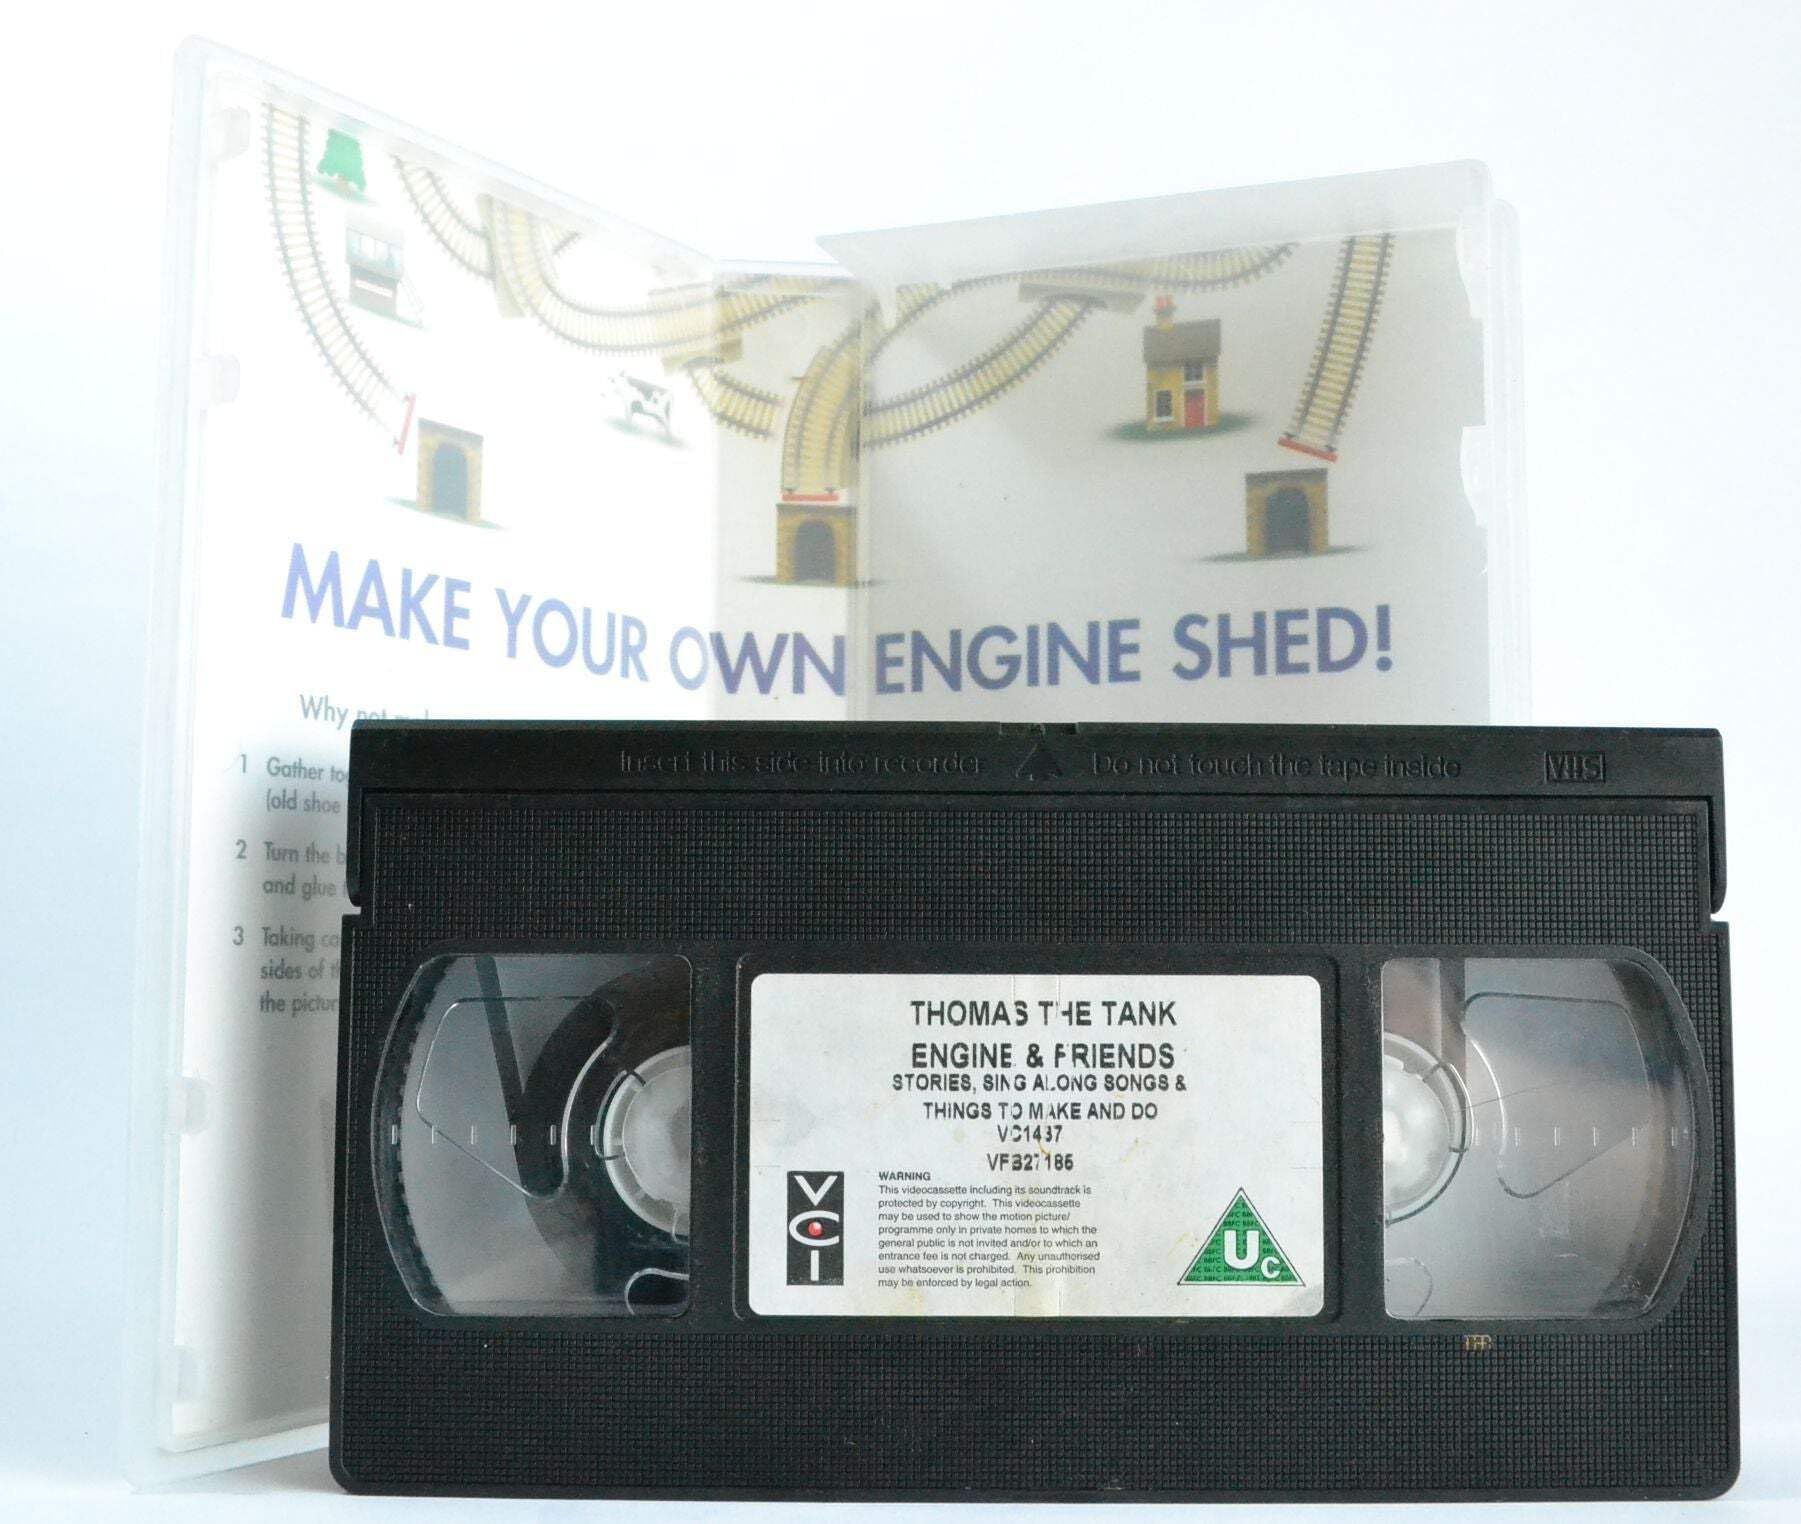 MAKE YOUR OWN ENGINE SHED!
Why not
1 Gather
(old shoe
2 Turn the
and glue
3 Taking
sides of
the
Insert this side into recorder Do not touch the tape inside VHS
THOMAS THE TANK
ENGINE & FRIENDS
STORIES, SING ALONG SONGS &
THINGS TO MAKE AND DO
VC1437
VFB27186
VCI
WARNING
This videocassette including its soundtrack is
protected by copyright. This videocassette
may be used to show the motion picture/
programme only in private homes to which the
general public is not invited and/or to which an
entrance fee is not charged. Any unauthorised
use whatsoever is prohibited. This prohibition
may be enforced by legal action.
Uc